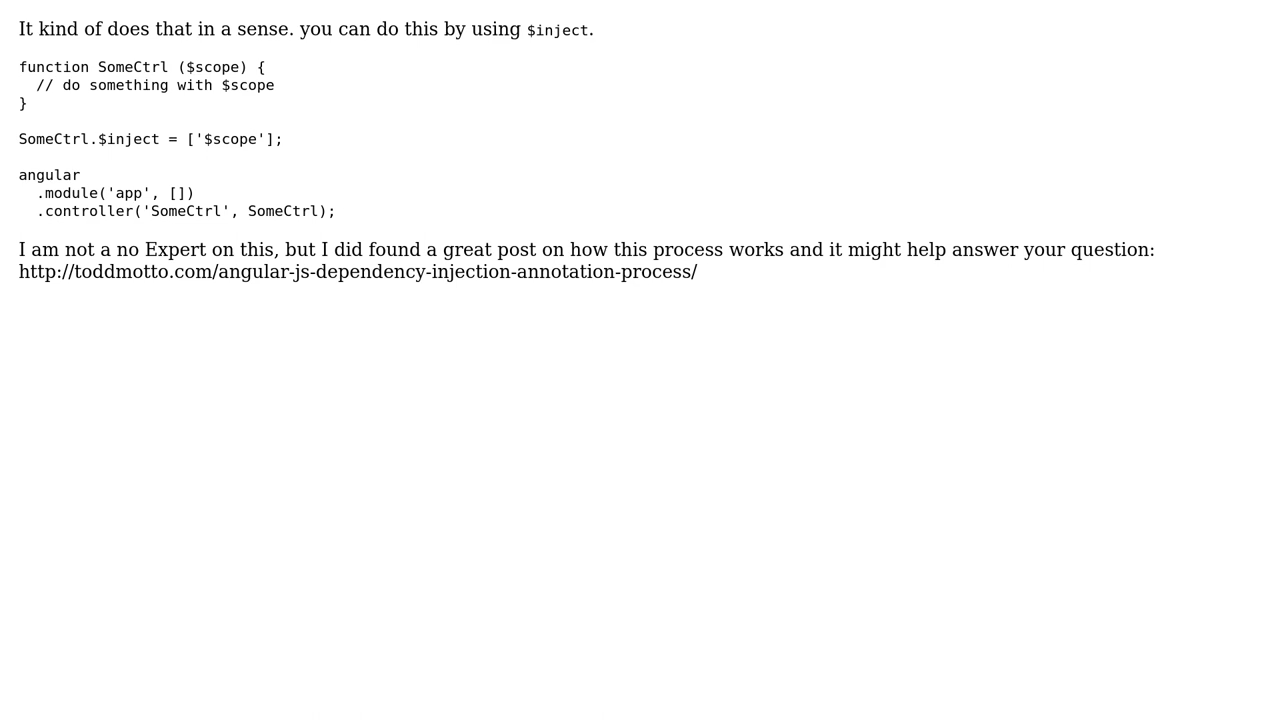 It kind of does that in a sense. you can do this by using $inject.
function SomeCtrl ($scope) {
  // do something with $scope
}
SomeCtrl.$inject = ['$scope'];
angular
  .module('app', [])
  .controller('SomeCtrl', SomeCtrl);
I am not a no Expert on this, but I did found a great post on how this process works and it might help answer your question:
http://toddmotto.com/angular-js-dependency-injection-annotation-process/